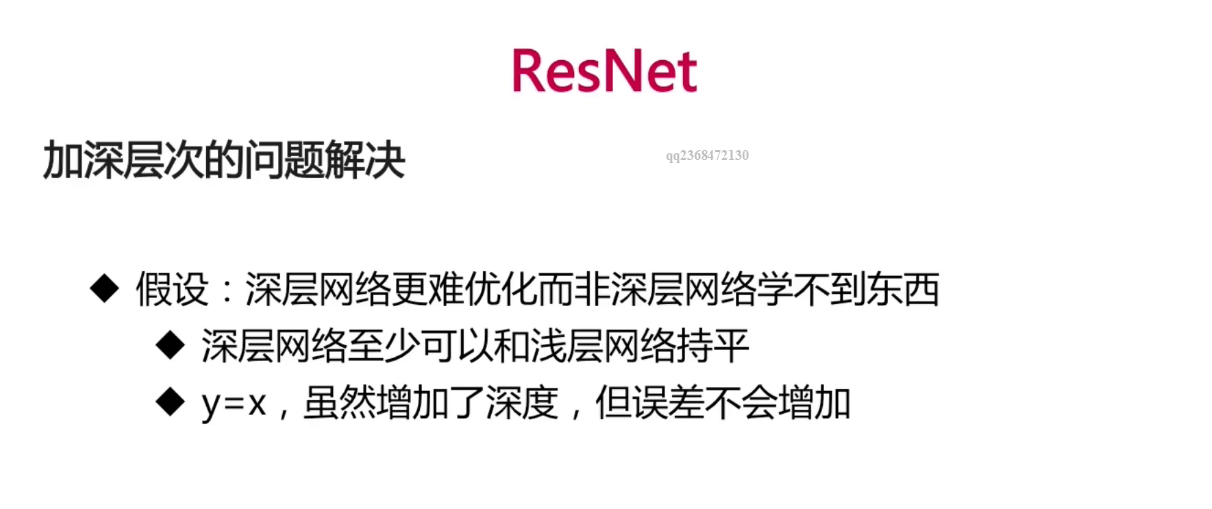 ResNet
加深层次的问题解决
qq2368472130
◆ 假设：深层网络更难优化而非深层网络学不到东西
◆ 深层网络至少可以和浅层网络持平
◆ y=x，虽然增加了深度，但误差不会增加